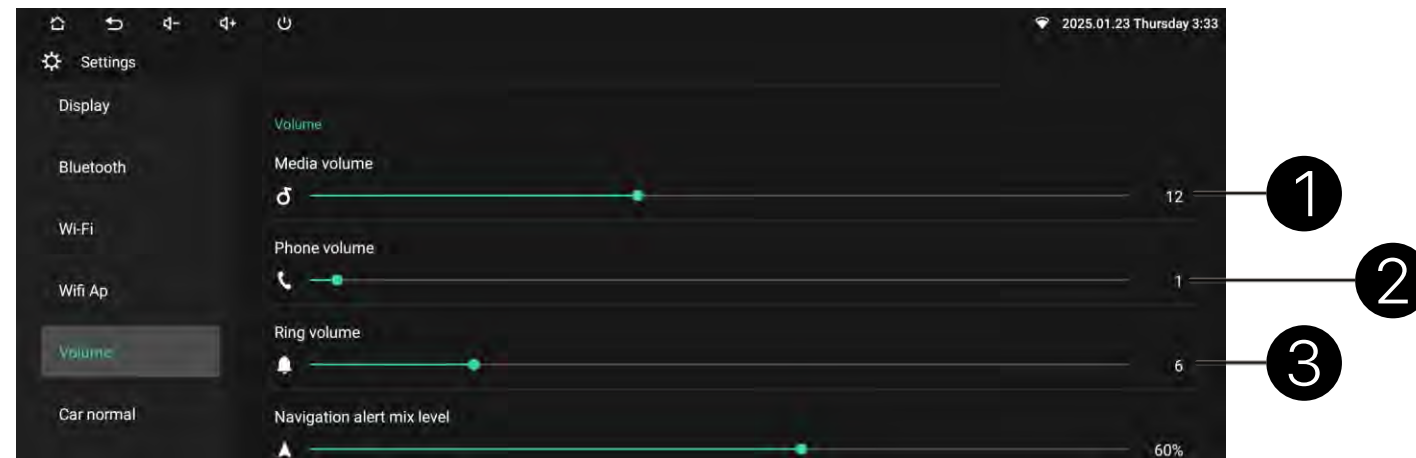 2025.01.23 Thursday 3:33
Settings
Display
Bluetooth
Wi-Fi
Wifi Ap
Volume
Car normal
Volume
Media volume
12
1
Phone volume
1
2
Ring volume
6
3
Navigation alert mix level
60%